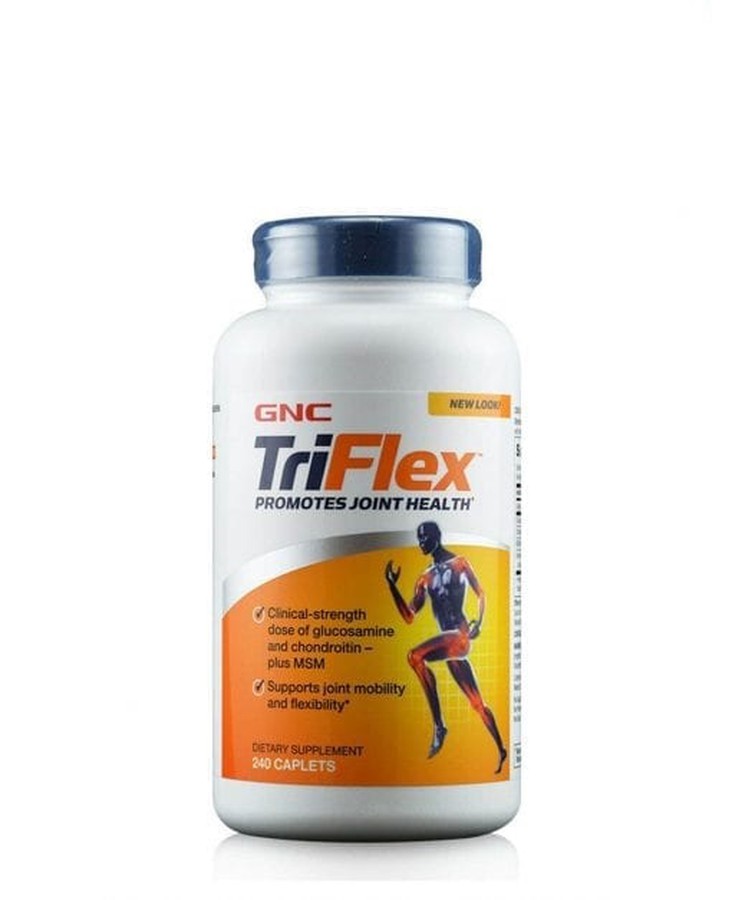 GNC
NEW LOOK!
TriFlex™
PROMOTES JOINT HEALTH*
Clinical-strength
dose of glucosamine
and chondroitin –
plus MSM
Supports joint mobility
and flexibility*
DIETARY SUPPLEMENT
240 CAPLETS